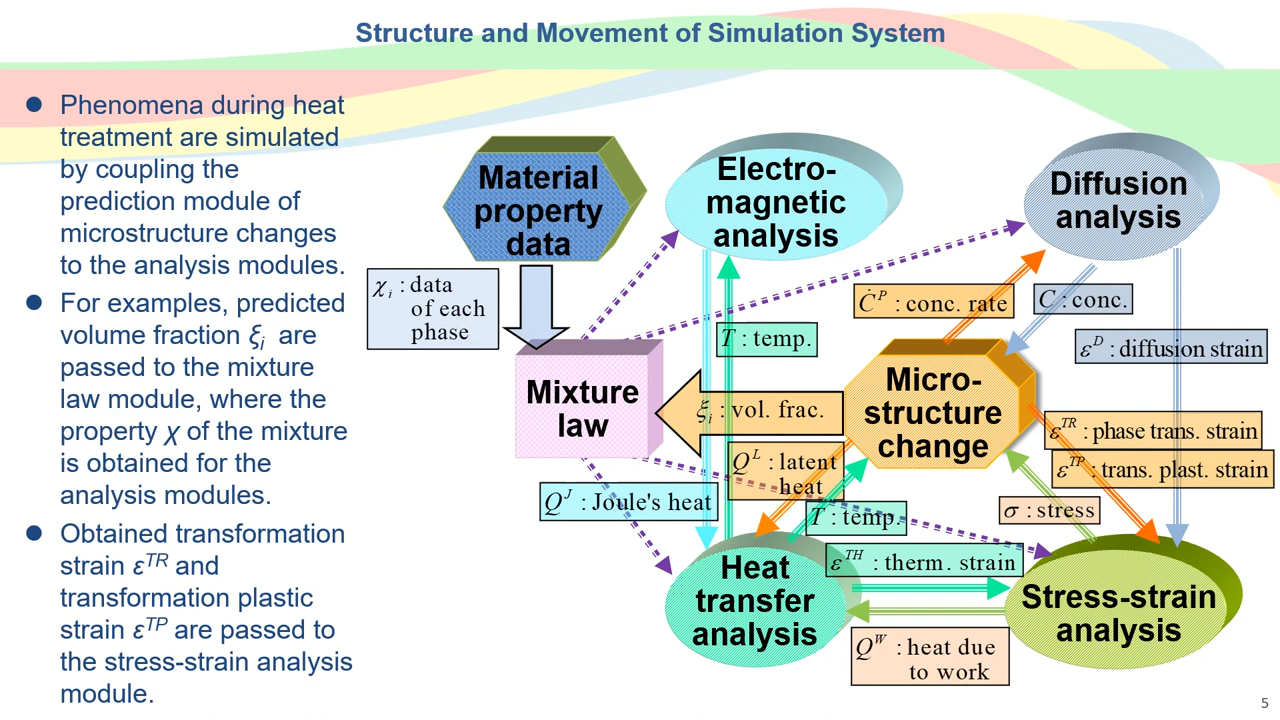 Structure and Movement of Simulation System
● Phenomena during heat
treatment are simulated
by coupling the
prediction module of
microstructure changes
to the analysis modules.
● For examples, predicted
volume fraction ξi are
passed to the mixture
law module, where the
property χ of the mixture
is obtained for the
analysis modules.
● Obtained transformation
strain εTR and
transformation plastic
strain εTP are passed to
the stress-strain analysis
module.
Material
property
data
Electro-
magnetic
analysis
Diffusion
analysis
χi : data
of each
phase
ĊP : conc. rate
C : conc.
T : temp.
εD : diffusion strain
Mixture
law
ξi : vol. frac.
Micro-
structure
change
εTR : phase trans. strain
εTP : trans. plast. strain
QL : latent
heat
QJ : Joule's heat
T : temp.
σ : stress
εTH : therm. strain
Heat
transfer
analysis
Stress-strain
analysis
QW : heat due
to work
5